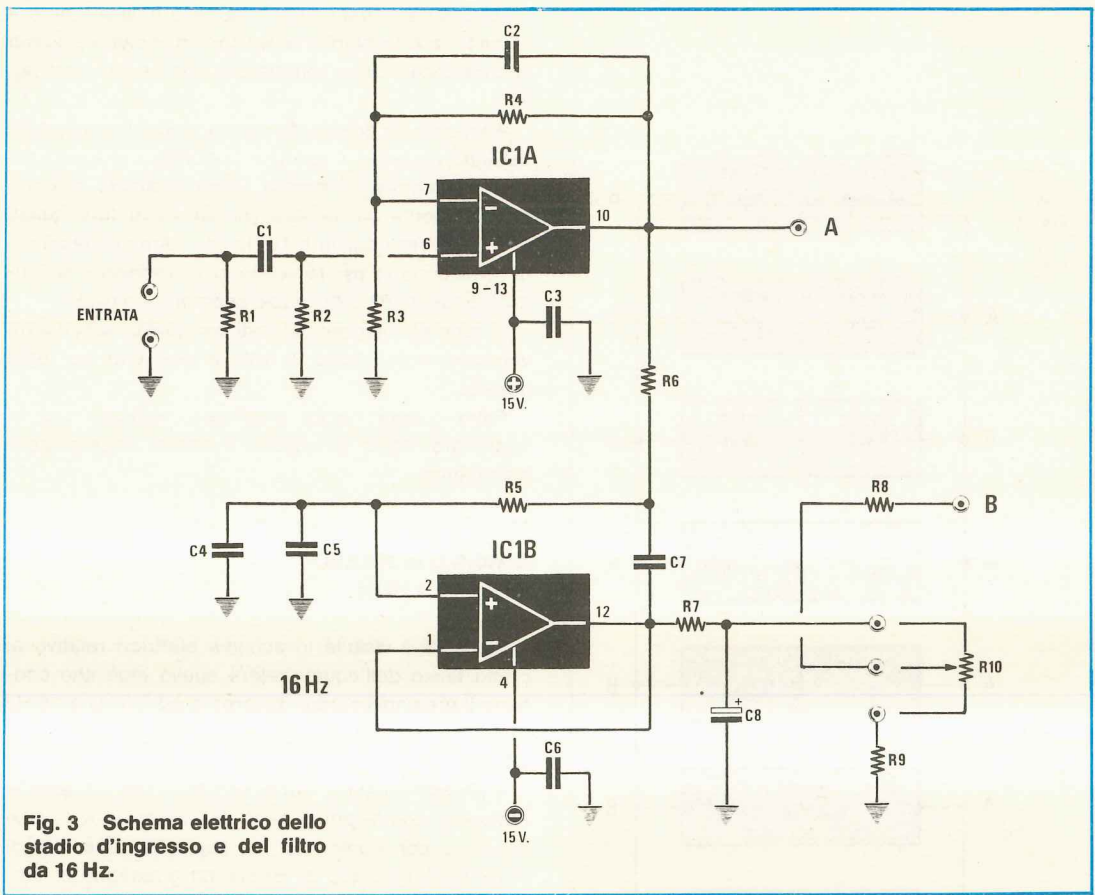 C2
R4
IC1A
7
6
10
A
C1
9-13
C3
ENTRATA
R1
R2
R3
R6
15 V.
R8
B
R5
C4
C5
IC1B
C7
2
12
R7
1
R10
16 Hz
4
C8
C6
R9
15 V.
Fig. 3 Schema elettrico dello
stadio d'ingresso e del filtro
da 16 Hz.